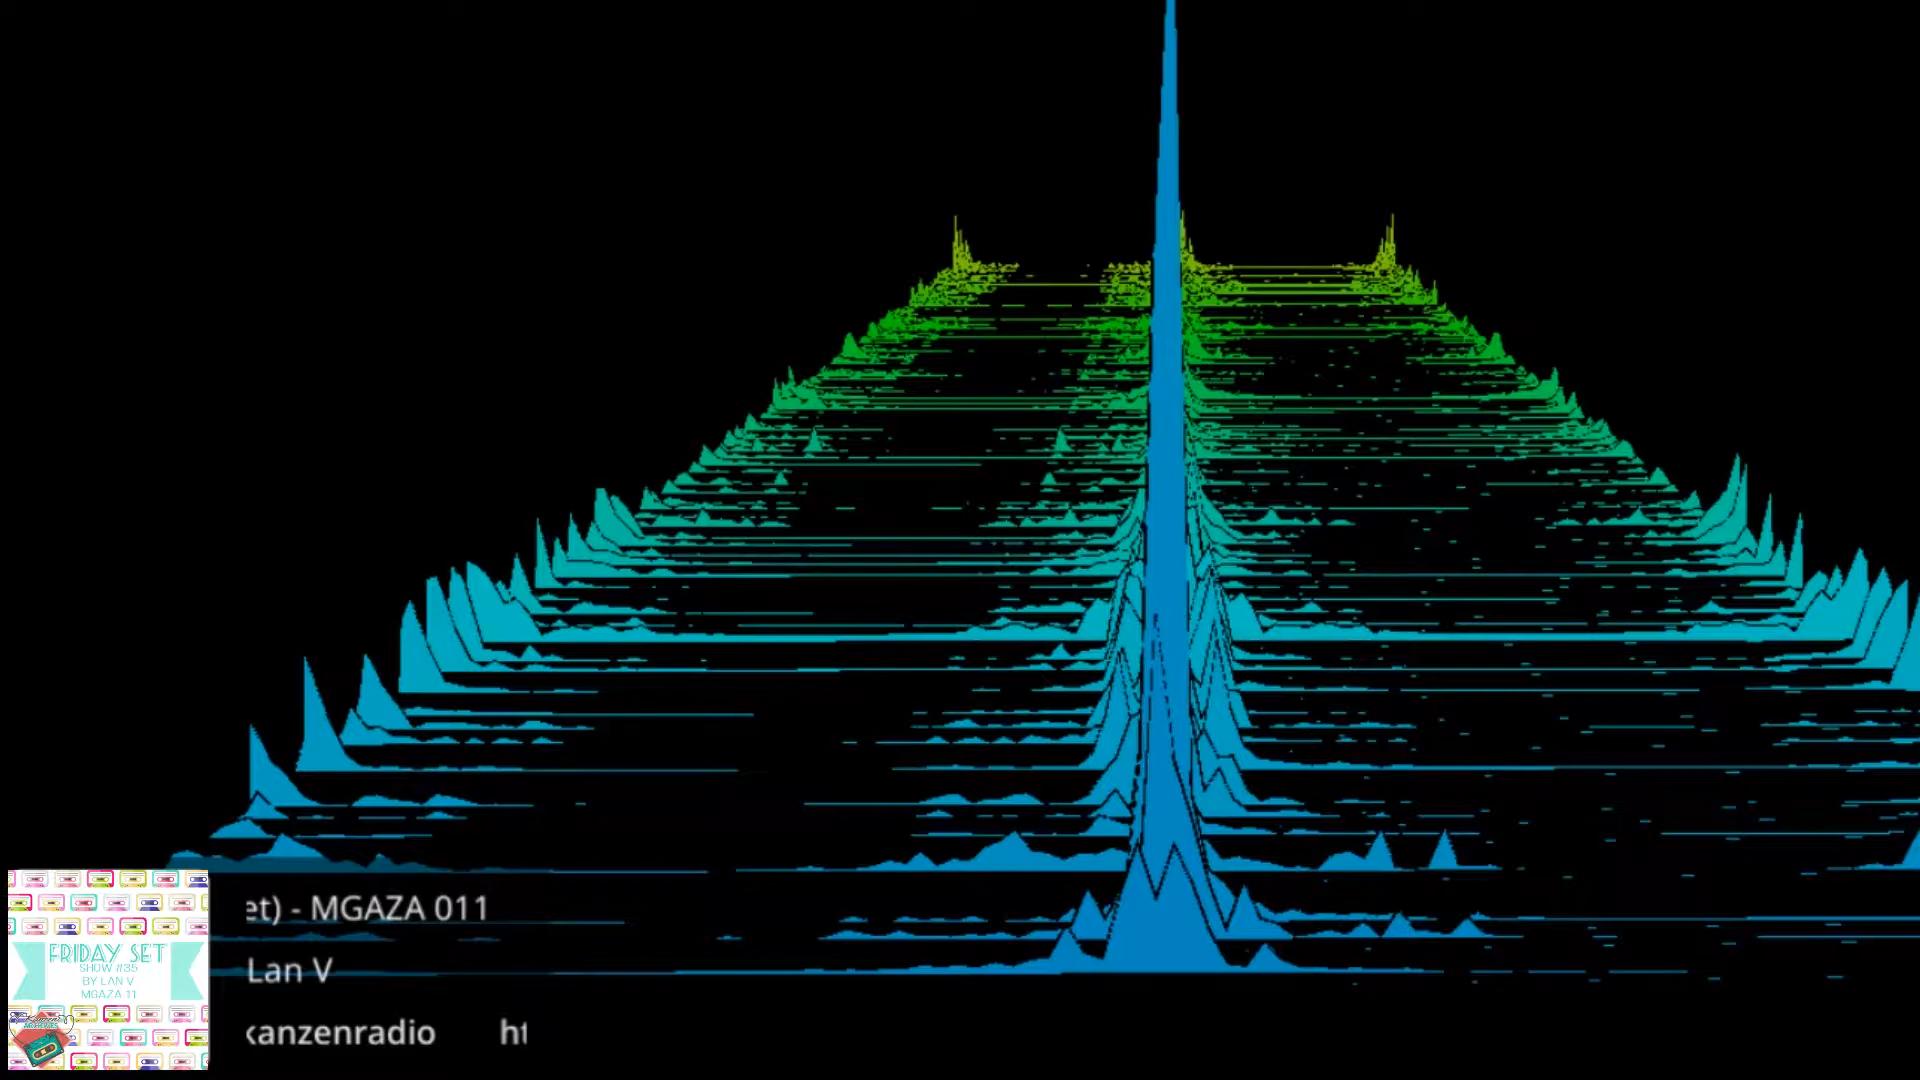 et) - MGAZA 011
Lan V
kanzenradio ht
FRIDAY SET
SHOW #35
BY LAN V
MGAZA 11